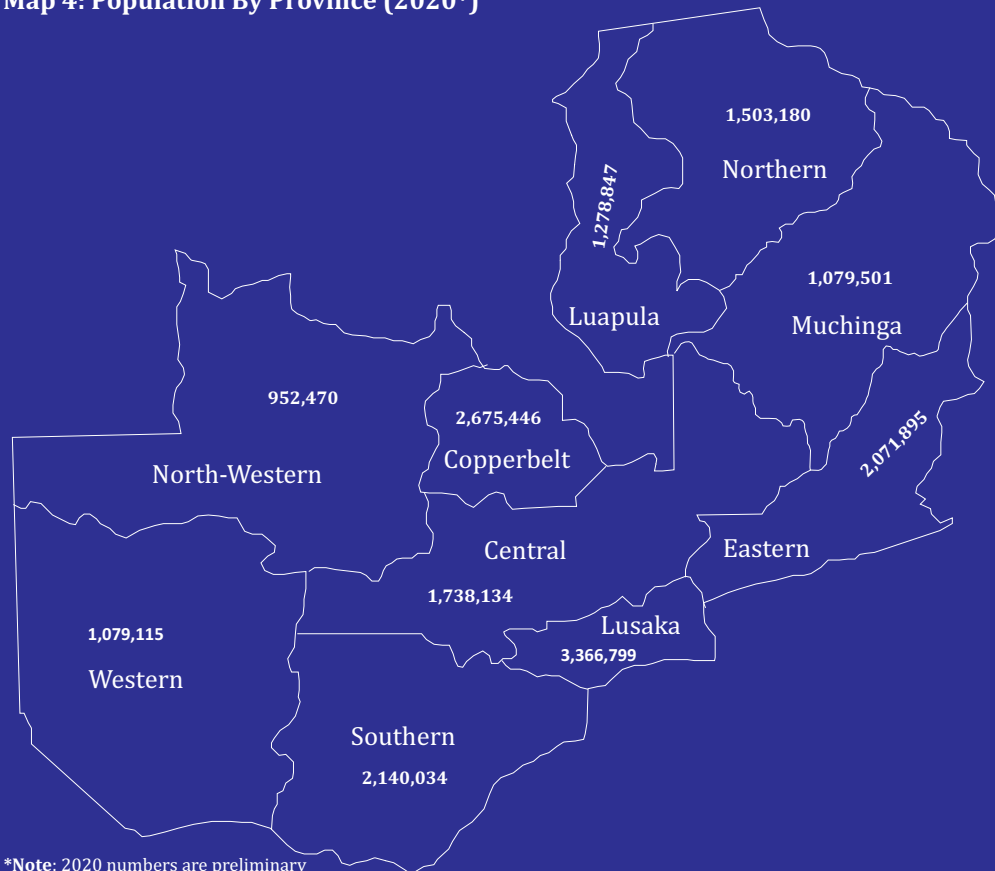 Map 4: Population By Province (2020*)
1,503,180
Northern
1,278,847
Luapula
1,079,501
Muchinga
952,470
North-Western
2,675,446
Copperbelt
2,071,895
Eastern
Central
1,738,134
Lusaka
3,366,799
1,079,115
Western
Southern
2,140,034
*Note: 2020 numbers are preliminary